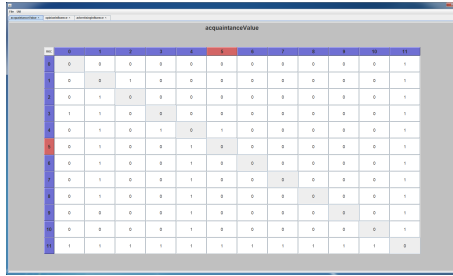 acquaintanceValue
0 1 2 3 4 5 6 7 8 9 10 11
0 0 0 0 0 0 0 0 0 0 0 0 1
1 0 0 1 0 0 0 0 0 0 0 0 1
2 0 1 0 0 0 0 0 0 0 0 0 1
3 1 1 0 0 0 0 0 0 0 0 0 1
4 0 1 0 1 0 1 0 0 0 0 0 1
5 0 1 0 0 1 0 0 0 0 0 0 1
6 0 1 0 0 1 0 0 0 0 0 0 1
7 0 1 0 0 1 0 0 0 0 0 0 1
8 0 1 0 0 1 0 0 0 0 0 0 1
9 0 0 0 0 1 0 0 0 0 0 0 1
10 0 0 0 0 1 0 0 0 0 0 0 1
11 1 1 1 1 1 1 1 1 1 1 1 0